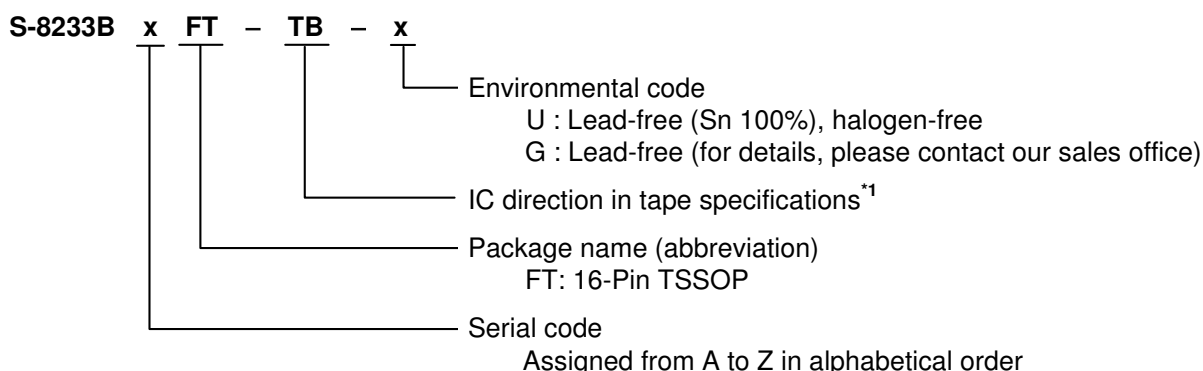 S-8233B x FT – TB – x
Environmental code
U : Lead-free (Sn 100%), halogen-free
G : Lead-free (for details, please contact our sales office)
IC direction in tape specifications*1
Package name (abbreviation)
FT: 16-Pin TSSOP
Serial code
Assigned from A to Z in alphabetical order